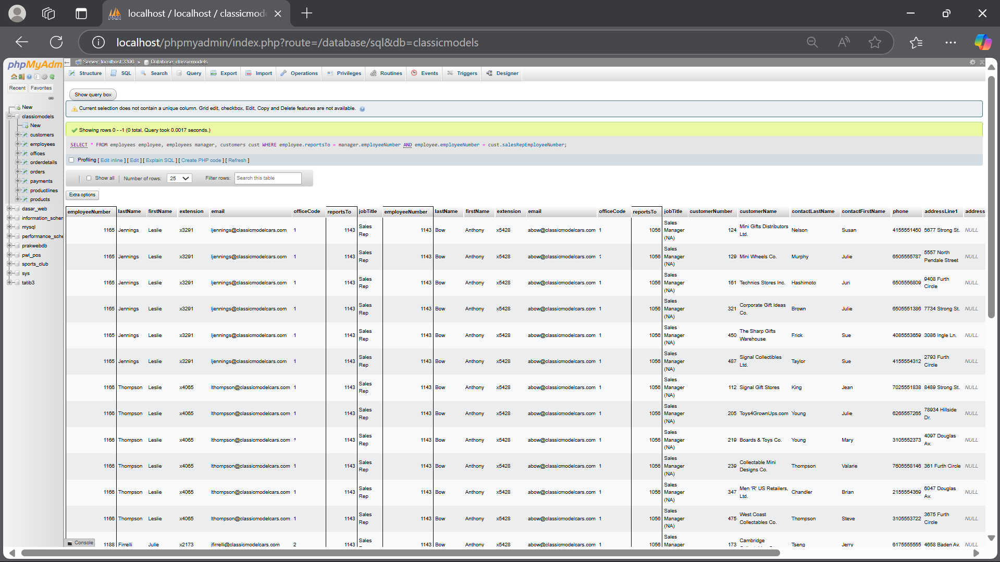 localhost / localhost / classicmod
localhost/phpmyadmin/index.php?route=/database/sql&db=classicmodels
phpMyAdm
Server: localhost:3306 » Database: classicmodels
Structure SQL Search Query Export Import Operations Privileges Routines Events Triggers Designer
Recent Favorites
New
classicmodels
New
customers
employees
offices
orderdetails
orders
payments
productlines
products
dasar_web
information_schem
mysql
performance_sche
prakwebdb
pwl_pos
sports_club
sys
tatib3
Show query box
Current selection does not contain a unique column. Grid edit, checkbox, Edit, Copy and Delete features are not available.
Showing rows 0 - -1 (0 total, Query took 0.0017 seconds.)
SELECT * FROM employees employee, employees manager, customers cust WHERE employee.reportsTo = manager.employeeNumber AND employee.employeeNumber = cust.salesRepEmployeeNumber;
Profiling [ Edit inline ] [ Edit ] [ Explain SQL ] [ Create PHP code ] [ Refresh ]
Show all Number of rows: 25 Filter rows: Search this table
Extra options
employeeNumber lastName firstName extension email officeCode reportsTo jobTitle employeeNumber lastName firstName extension email officeCode reportsTo jobTitle customerNumber customerName contactLastName contactFirstName phone addressLine1 address
1165 Jennings Leslie x3291 ljennings@classicmodelcars.com 1 1143 Sales Rep 1143 Bow Anthony x5428 abow@classicmodelcars.com 1 1056 Sales Manager (NA) 124 Mini Gifts Distributors Ltd. Nelson Susan 4155551450 5677 Strong St. NULL
1165 Jennings Leslie x3291 ljennings@classicmodelcars.com 1 1143 Sales Rep 1143 Bow Anthony x5428 abow@classicmodelcars.com 1 1056 Sales Manager (NA) 129 Mini Wheels Co. Murphy Julie 6505555787 5557 North Pendale Street NULL
1165 Jennings Leslie x3291 ljennings@classicmodelcars.com 1 1143 Sales Rep 1143 Bow Anthony x5428 abow@classicmodelcars.com 1 1056 Sales Manager (NA) 161 Technics Stores Inc. Hashimoto Juri 6505556809 9408 Furth Circle NULL
1165 Jennings Leslie x3291 ljennings@classicmodelcars.com 1 1143 Sales Rep 1143 Bow Anthony x5428 abow@classicmodelcars.com 1 1056 Sales Manager (NA) 321 Corporate Gift Ideas Co. Brown Julie 6505551386 7734 Strong St. NULL
1165 Jennings Leslie x3291 ljennings@classicmodelcars.com 1 1143 Sales Rep 1143 Bow Anthony x5428 abow@classicmodelcars.com 1 1056 Sales Manager (NA) 450 The Sharp Gifts Warehouse Frick Sue 4085553659 3086 Ingle Ln. NULL
1165 Jennings Leslie x3291 ljennings@classicmodelcars.com 1 1143 Sales Rep 1143 Bow Anthony x5428 abow@classicmodelcars.com 1 1056 Sales Manager (NA) 487 Signal Collectibles Ltd. Taylor Sue 4155554312 2793 Furth Circle NULL
1166 Thompson Leslie x4065 lthompson@classicmodelcars.com 1 1143 Sales Rep 1143 Bow Anthony x5428 abow@classicmodelcars.com 1 1056 Sales Manager (NA) 112 Signal Gift Stores King Jean 7025551838 8489 Strong St. NULL
1166 Thompson Leslie x4065 lthompson@classicmodelcars.com 1 1143 Sales Rep 1143 Bow Anthony x5428 abow@classicmodelcars.com 1 1056 Sales Manager (NA) 205 Toys4GrownUps.com Young Julie 6265557265 78934 Hillside Dr. NULL
1166 Thompson Leslie x4065 lthompson@classicmodelcars.com 1 1143 Sales Rep 1143 Bow Anthony x5428 abow@classicmodelcars.com 1 1056 Sales Manager (NA) 219 Boards & Toys Co. Young Mary 3105552373 4097 Douglas Av. NULL
1166 Thompson Leslie x4065 lthompson@classicmodelcars.com 1 1143 Sales Rep 1143 Bow Anthony x5428 abow@classicmodelcars.com 1 1056 Sales Manager (NA) 239 Collectable Mini Designs Co. Thompson Valarie 7605558146 361 Furth Circle NULL
1166 Thompson Leslie x4065 lthompson@classicmodelcars.com 1 1143 Sales Rep 1143 Bow Anthony x5428 abow@classicmodelcars.com 1 1056 Sales Manager (NA) 347 Men 'R' US Retailers, Ltd. Chandler Brian 2155554369 6047 Douglas Av. NULL
1166 Thompson Leslie x4065 lthompson@classicmodelcars.com 1 1143 Sales Rep 1143 Bow Anthony x5428 abow@classicmodelcars.com 1 1056 Sales Manager (NA) 475 West Coast Collectables Co. Thompson Steve 3105553722 3675 Furth Circle NULL
1188 Firrelli Julie x2173 jfirrelli@classicmodelcars.com 2 1143 Sales 1143 Bow Anthony x5428 abow@classicmodelcars.com 1 1056 Sales Manager 173 Cambridge Tseng Jerry 6175555555 4658 Baden Av. NULL
Console